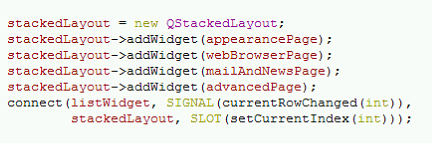 stackedLayout = new QStackedLayout;
stackedLayout->addWidget(appearancePage);
stackedLayout->addWidget(webBrowserPage);
stackedLayout->addWidget(mailAndNewsPage);
stackedLayout->addWidget(advancedPage);
connect(listWidget, SIGNAL(currentRowChanged(int)),
        stackedLayout, SLOT(setCurrentIndex(int)));